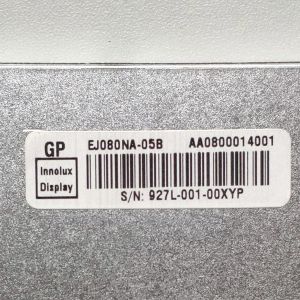 GP EJ080NA-05B AA0800014001
Innolux
Display
S/N: 927L-001-00XYP